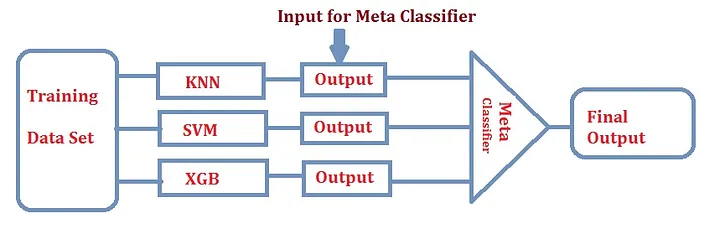 Input for Meta Classifier
Training
Data Set
KNN
Output
SVM
Output
XGB
Output
Meta
Classifier
Final
Output